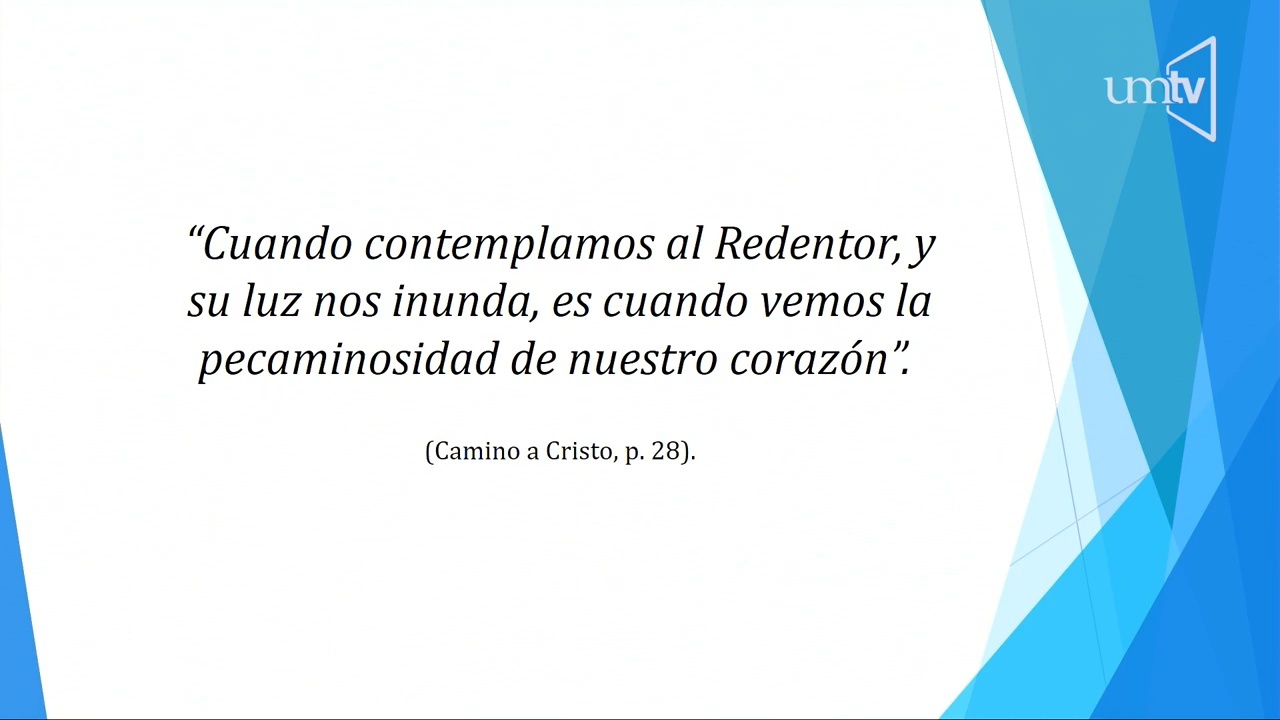 umtv
“Cuando contemplamos al Redentor, y
su luz nos inunda, es cuando vemos la
pecaminosidad de nuestro corazón”.
(Camino a Cristo, p. 28).